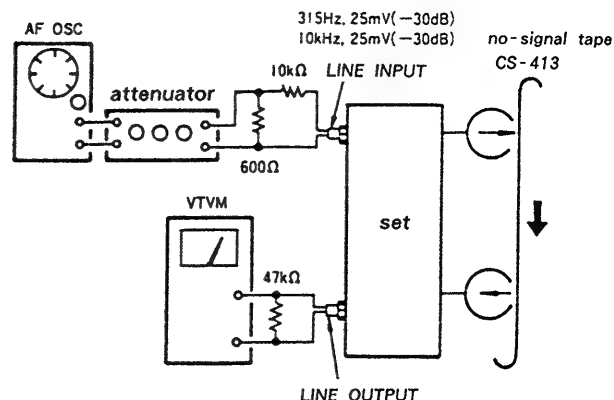 315Hz, 25mV(−30dB)
10kHz, 25mV(−30dB)
AF OSC
no-signal tape
CS-413
10kΩ
LINE INPUT
attenuator
600Ω
set
VTVM
47kΩ
LINE OUTPUT